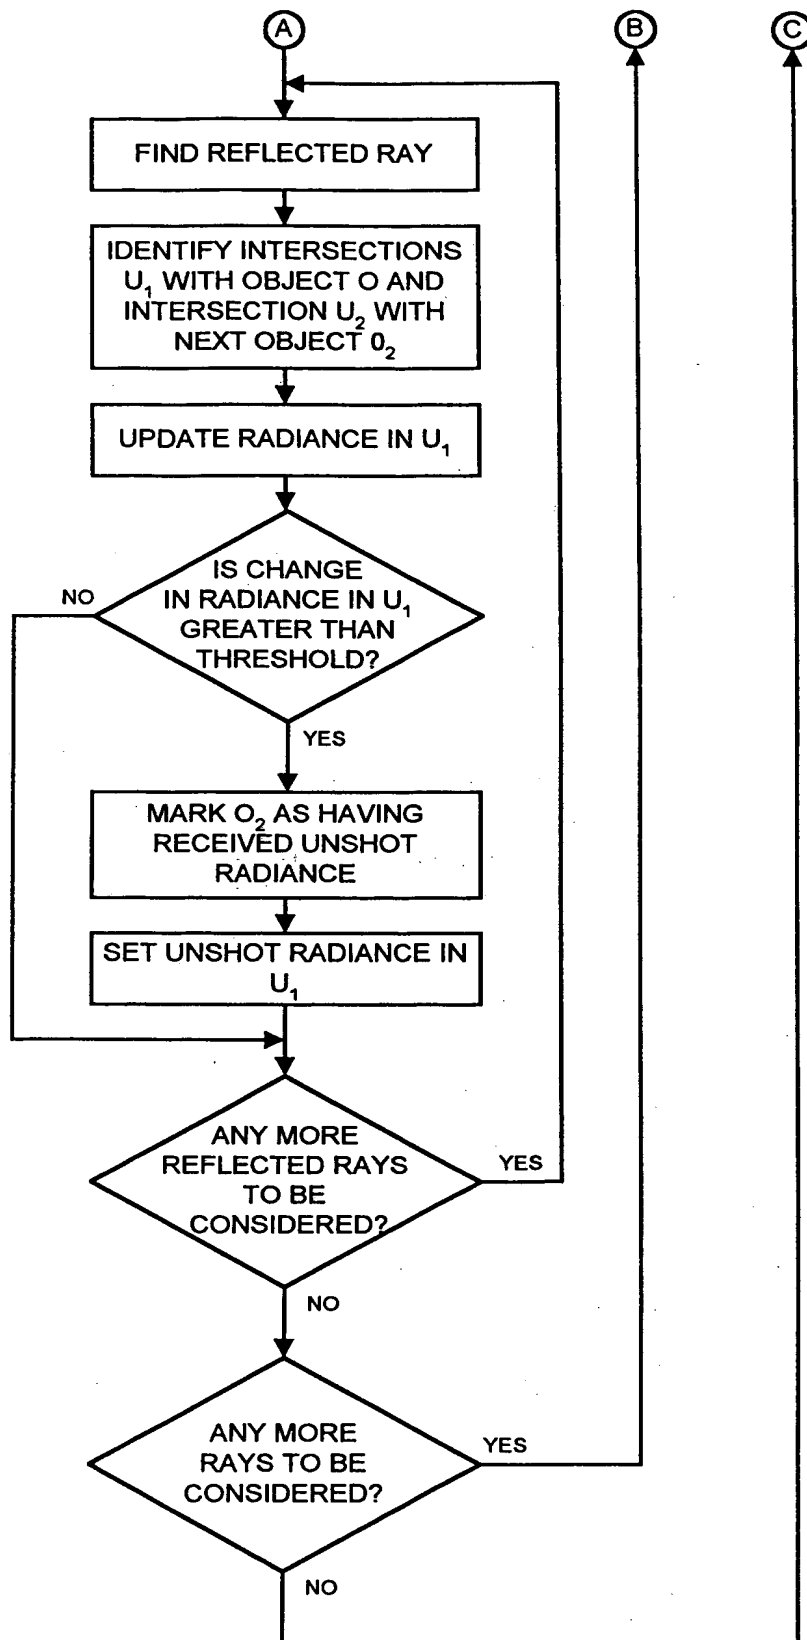 A
B
C
FIND REFLECTED RAY
IDENTIFY INTERSECTIONS
U₁ WITH OBJECT O AND
INTERSECTION U₂ WITH
NEXT OBJECT 0₂
UPDATE RADIANCE IN U₁
IS CHANGE
IN RADIANCE IN U₁
GREATER THAN
THRESHOLD?
NO
YES
MARK O₂ AS HAVING
RECEIVED UNSHOT
RADIANCE
SET UNSHOT RADIANCE IN
U₁
ANY MORE
REFLECTED RAYS
TO BE
CONSIDERED?
YES
NO
ANY MORE
RAYS TO BE
CONSIDERED?
YES
NO